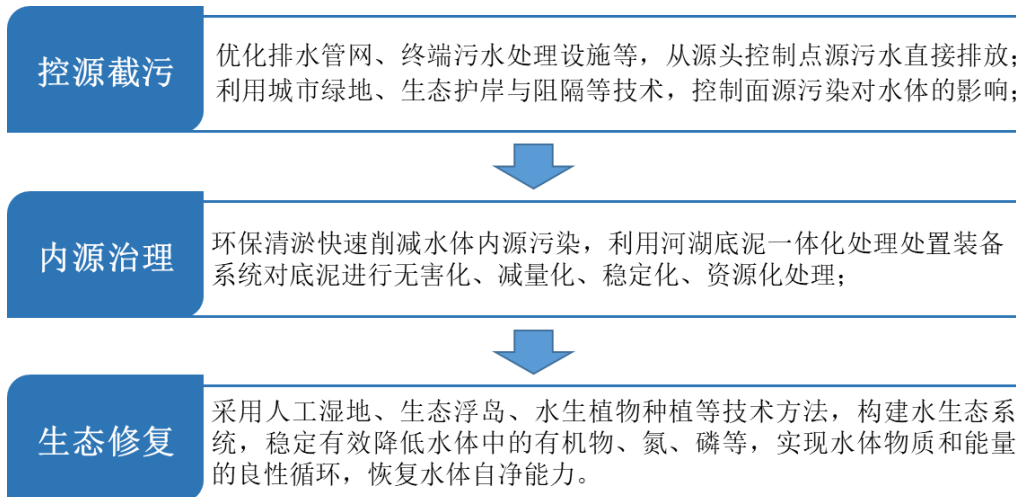 控源截污
优化排水管网、终端污水处理设施等，从源头控制点源污水直接排放；
利用城市绿地、生态护岸与阻隔等技术，控制面源污染对水体的影响；
内源治理
环保清淤快速削减水体内源污染，利用河湖底泥一体化处理处置装备
系统对底泥进行无害化、减量化、稳定化、资源化处理；
生态修复
采用人工湿地、生态浮岛、水生植物种植等技术方法，构建水生态系
统，稳定有效降低水体中的有机物、氮、磷等，实现水体物质和能量
的良性循环，恢复水体自净能力。